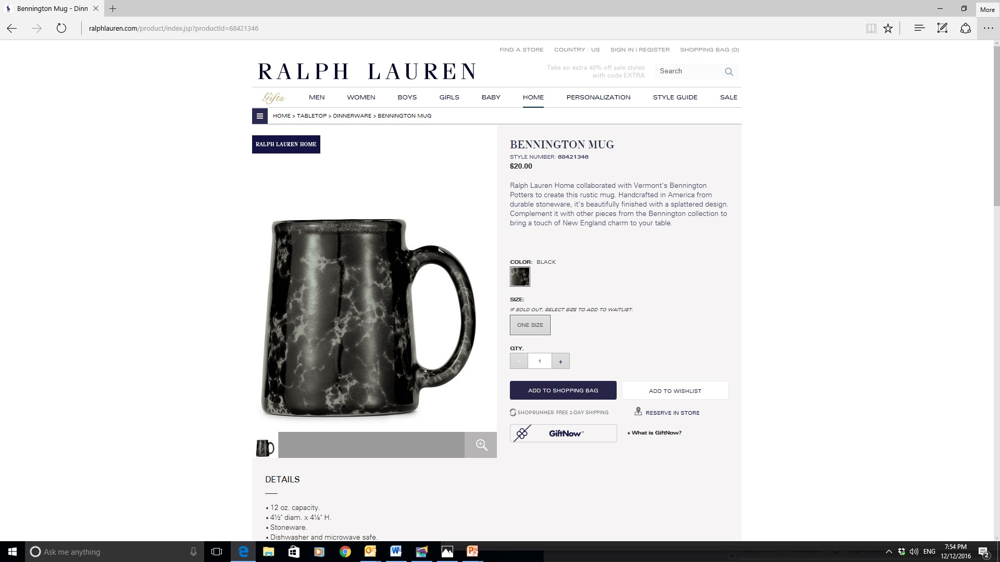 Bennington Mug - Dinn
More
ralphlauren.com/product/index.jsp?productId=68421346
FIND A STORE COUNTRY : US SIGN IN I REGISTER SHOPPING BAG (0)
RALPH LAUREN
Take an extra 40% off sale styles
with code EXTRA
Search
Gifts MEN WOMEN BOYS GIRLS BABY HOME PERSONALIZATION STYLE GUIDE SALE
HOME > TABLETOP > DINNERWARE > BENNINGTON MUG
RALPH LAUREN HOME
BENNINGTON MUG
STYLE NUMBER: 68421346
$20.00
Ralph Lauren Home collaborated with Vermont's Bennington
Potters to create this rustic mug. Handcrafted in America from
durable stoneware, it's beautifully finished with a splattered design.
Complement it with other pieces from the Bennington collection to
bring a touch of New England charm to your table.
COLOR: BLACK
SIZE:
IF SOLD OUT, SELECT SIZE TO ADD TO WAITLIST.
ONE SIZE
QTY.
− 1 +
ADD TO SHOPPING BAG ADD TO WISHLIST
SHOPRUNNER FREE 2-DAY SHIPPING RESERVE IN STORE
GiftNow™ + What is GiftNow?
DETAILS
• 12 oz. capacity.
• 4½" diam. x 4¼" H.
• Stoneware.
• Dishwasher and microwave safe.
Ask me anything
ENG
7:54 PM
12/12/2016
2